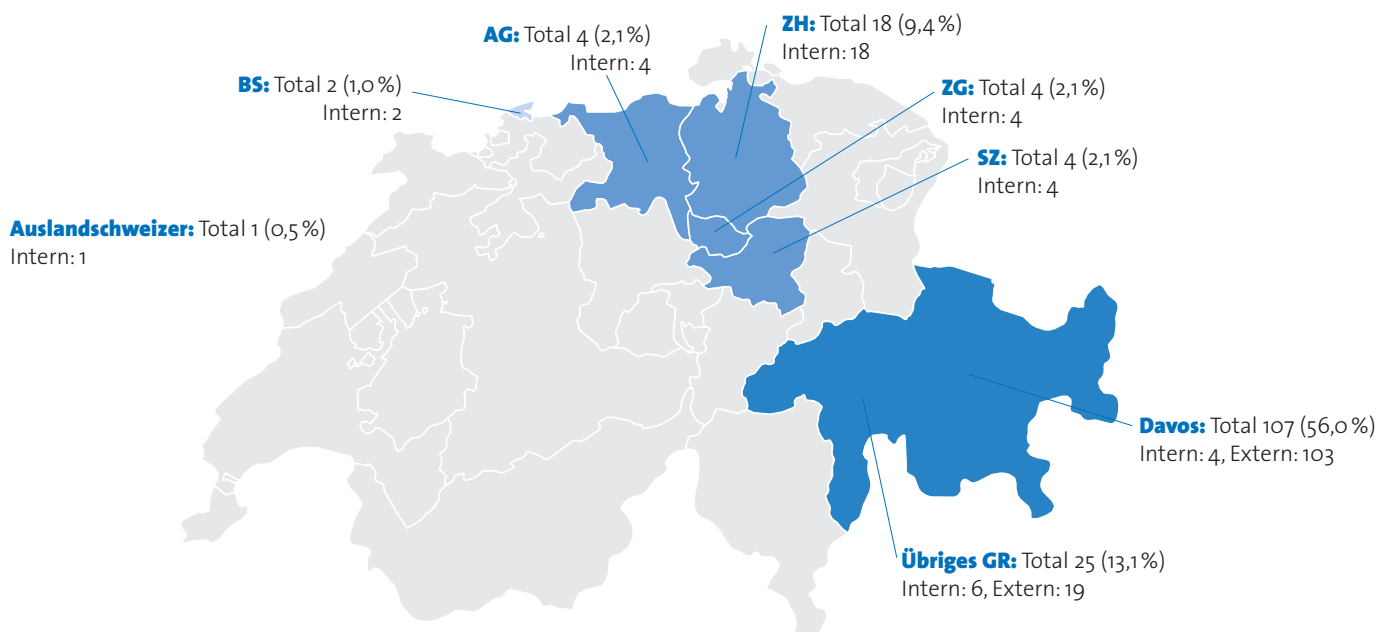 ZH: Total 18 (9,4 %)
Intern: 18
AG: Total 4 (2,1 %)
Intern: 4
BS: Total 2 (1,0 %)
Intern: 2
ZG: Total 4 (2,1 %)
Intern: 4
SZ: Total 4 (2,1 %)
Intern: 4
Auslandschweizer: Total 1 (0,5 %)
Intern: 1
Davos: Total 107 (56,0 %)
Intern: 4, Extern: 103
Übriges GR: Total 25 (13,1 %)
Intern: 6, Extern: 19